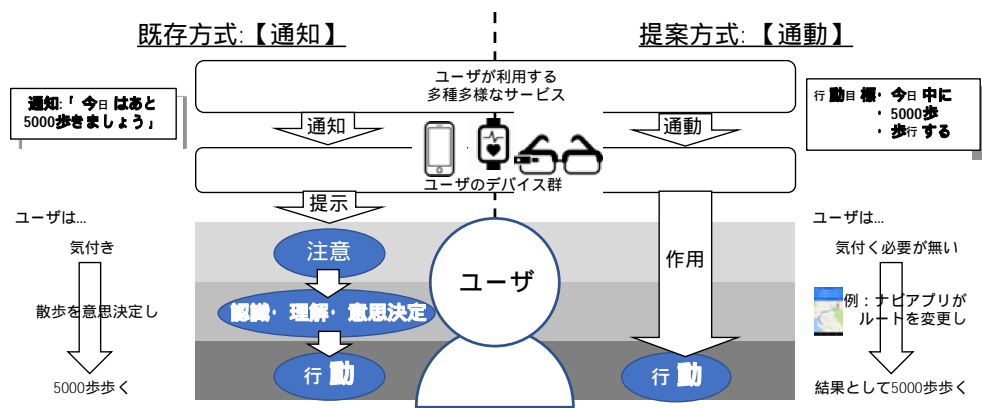 既存方式:【通知】
提案方式:【通動】
ユーザが利用する
多種多様なサービス
通知:「今日はあと
5000歩きましょう」
行動目標・今日中に
・5000歩
・歩行する
通知
通動
ユーザのデバイス群
提示
ユーザは...
気付き
散歩を意思決定し
5000歩歩く
注意
認識・理解・意思決定
行動
ユーザ
作用
行動
ユーザは...
気付く必要が無い
例：ナビアプリが
ルートを変更し
結果として5000歩歩く